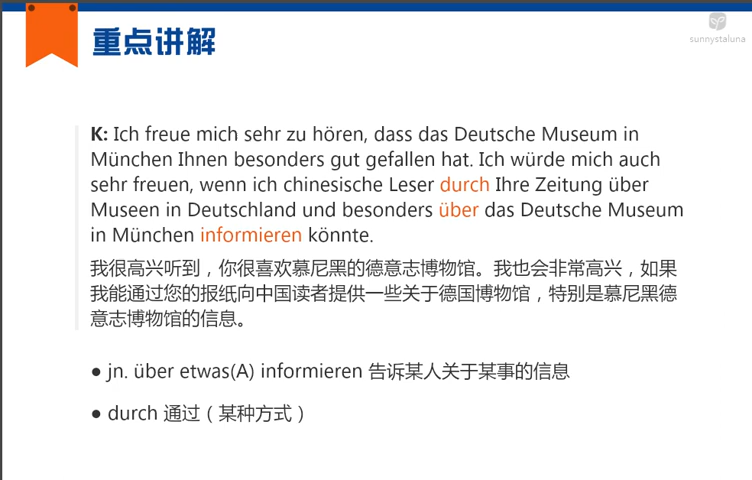 重点讲解
sunnystaluna
K: Ich freue mich sehr zu hören, dass das Deutsche Museum in
München Ihnen besonders gut gefallen hat. Ich würde mich auch
sehr freuen, wenn ich chinesische Leser durch Ihre Zeitung über
Museen in Deutschland und besonders über das Deutsche Museum
in München informieren könnte.
我很高兴听到，你很喜欢慕尼黑的德意志博物馆。我也会非常高兴，如果
我能通过您的报纸向中国读者提供一些关于德国博物馆，特别是慕尼黑德
意志博物馆的信息。
● jn. über etwas(A) informieren 告诉某人关于某事的信息
● durch 通过（某种方式）